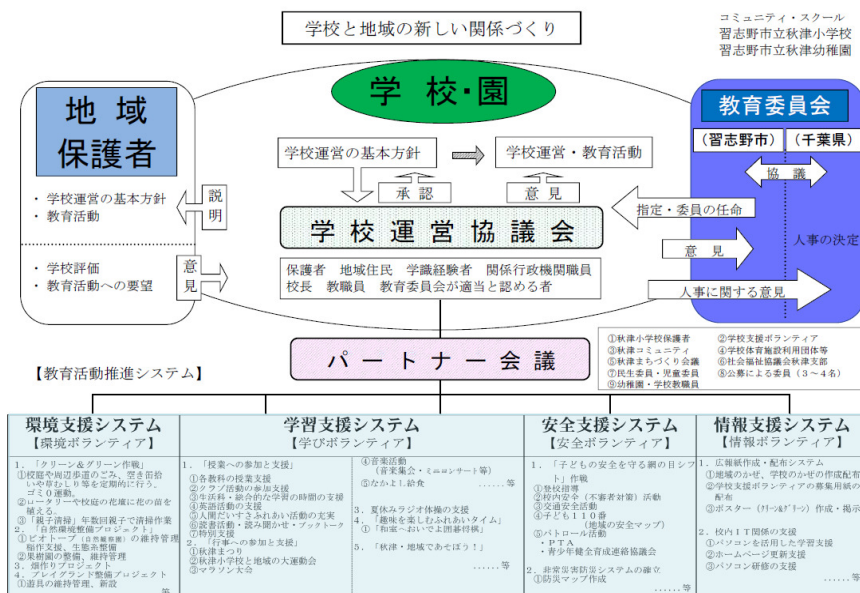 学校と地域の新しい関係づくり
コミュニティ・スクール
習志野市立秋津小学校
習志野市立秋津幼稚園
学校・園
地域
保護者
・学校運営の基本方針
・教育活動
説明
・学校評価
・教育活動への要望
意見
学校運営の基本方針
学校運営・教育活動
承認
意見
学校運営協議会
保護者　地域住民　学識経験者　関係行政機関職員
校長　教職員　教育委員会が適当と認める者
教育委員会
（習志野市）
（千葉県）
協議
指定・委員の任命
人事の決定
意見
人事に関する意見
パートナー会議
①秋津小学校保護者　②学校支援ボランティア
③秋津コミュニティ　④学校体育施設利用団体等
⑤秋津まちづくり会議　⑥社会福祉協議会秋津支部
⑦民生委員・児童委員　⑧公募による委員（３～４名）
⑨幼稚園・学校教職員
【教育活動推進システム】
環境支援システム
【環境ボランティア】
１．「クリーン＆グリーン作戦」
①校庭や周辺歩道のごみ、空き缶拾
いや草むしり等を定期的に行う。
ゴミ０運動。
②ロータリーや校庭の花壇に花の苗を
植える。
③「親子清掃」年数回親子で清掃作業
２．「自然環境整備プロジェクト」
①ビオトープ（自然観察園）の維持管理
稲作支援、生態系整備
②果樹園の整備、維持管理
３．畑作りプロジェクト
４．プレイグランド整備プロジェクト
①遊具の維持管理、新設
等
学習支援システム
【学びボランティア】
１．「授業への参加と支援」
①各教科の授業支援
②クラブ活動の参加支援
③生活科・総合的な学習の時間の支援
④英語活動の支援
⑤人間だいすきふれあい活動の充実
⑥読書活動・読み聞かせ・ブックトーク
⑦特別支援
２．「行事への参加と支援」
①秋津まつり
②秋津小学校と地域の大運動会
③マラソン大会
④音楽活動
（音楽集会・ミニコンサート等）
⑤なかよし給食
……等
３．夏休みラジオ体操の支援
４．「趣味を楽しむふれあいタイム」
①「和室へおいで囲碁将棋」
５．「秋津・地域であそぼう！」
……等
安全支援システム
【安全ボランティア】
１．「子どもの安全を守る網の目シフ
ト」作戦
①登校指導
②校内安全（不審者対策）活動
③交通安全活動
④子ども１１０番
（地域の安全マップ）
⑤パトロール活動
・ＰＴＡ
・青少年健全育成連絡協議会
２．非常災害防災システムの確立
①防災マップ作成
……等
情報支援システム
【情報ボランティア】
１．広報紙作成・配布システム
①地域のかぜ、学校のかぜの作成配布
②学校支援ボランティアの募集用紙の
配布
③ポスター（クリーン&グリーン）作成・掲示
２．校内ＩＴ関係の支援
①パソコンを活用した学習支援
②ホームページ更新支援
③パソコン研修の支援
……等